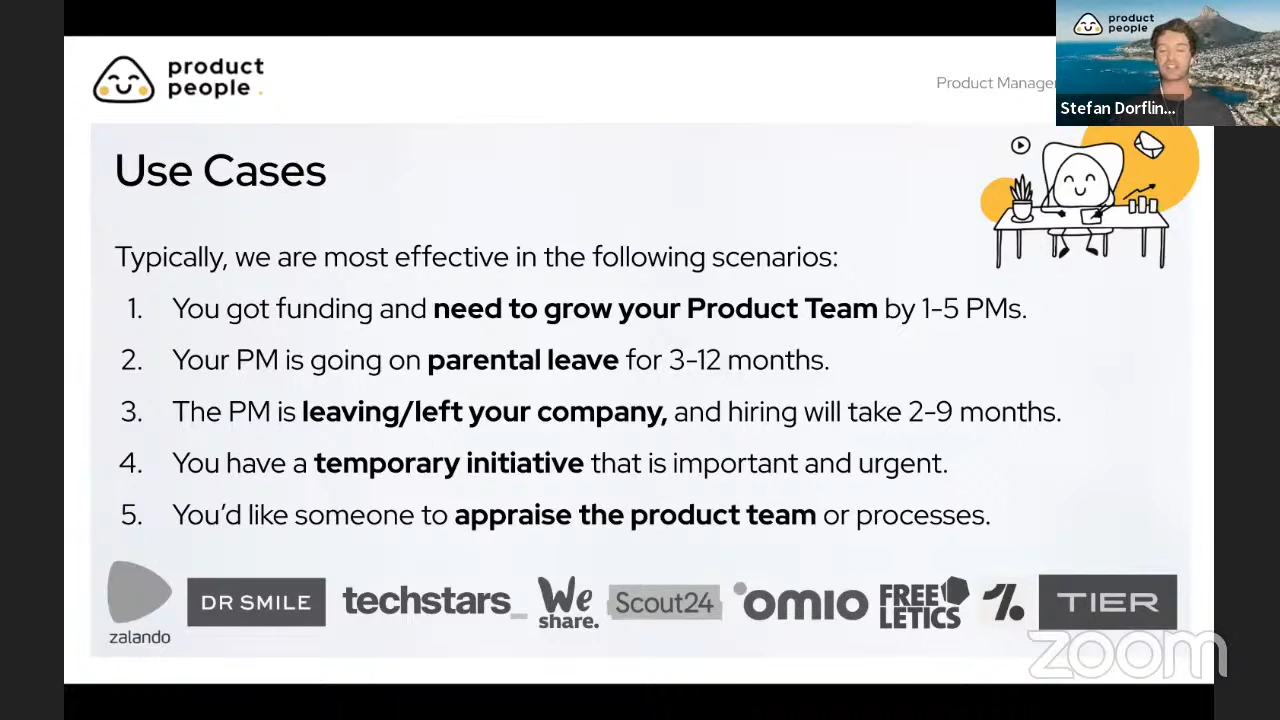 product
people.
Product Manage
product
people
Stefan Dorflin...
Use Cases
Typically, we are most effective in the following scenarios:
1. You got funding and need to grow your Product Team by 1-5 PMs.
2. Your PM is going on parental leave for 3-12 months.
3. The PM is leaving/left your company, and hiring will take 2-9 months.
4. You have a temporary initiative that is important and urgent.
5. You'd like someone to appraise the product team or processes.
zalando
DR SMILE
techstars_
We
share.
Scout24
omio
FREE
LETICS
TIER
zoom